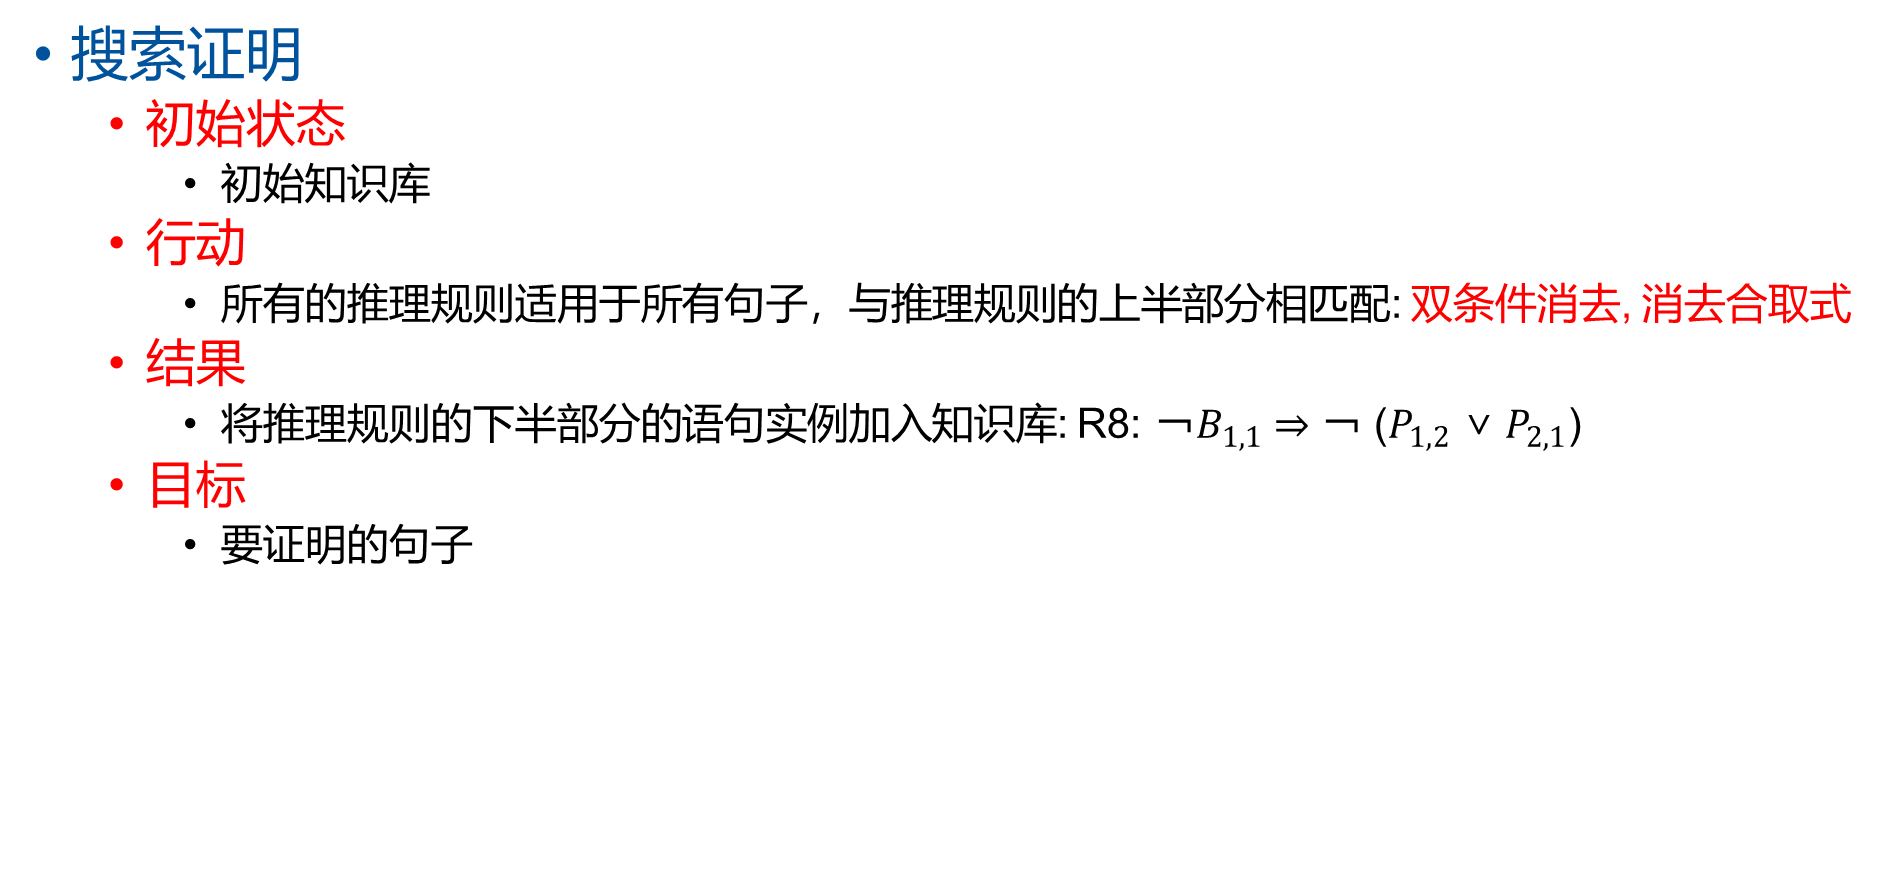 • 搜索证明
• 初始状态
• 初始知识库
• 行动
• 所有的推理规则适用于所有句子，与推理规则的上半部分相匹配: 双条件消去, 消去合取式
• 结果
• 将推理规则的下半部分的语句实例加入知识库: R8: ¬B₁,₁ ⇒ ¬ (P₁,₂ ∨ P₂,₁)
• 目标
• 要证明的句子